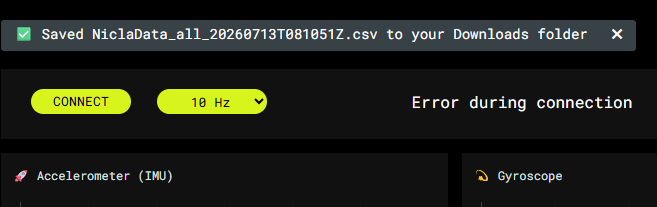 ✅ Saved NiclaData_all_20260713T081051Z.csv to your Downloads folder ✕
CONNECT 10 Hz Error during connection
🚀 Accelerometer (IMU) 💫 Gyroscope